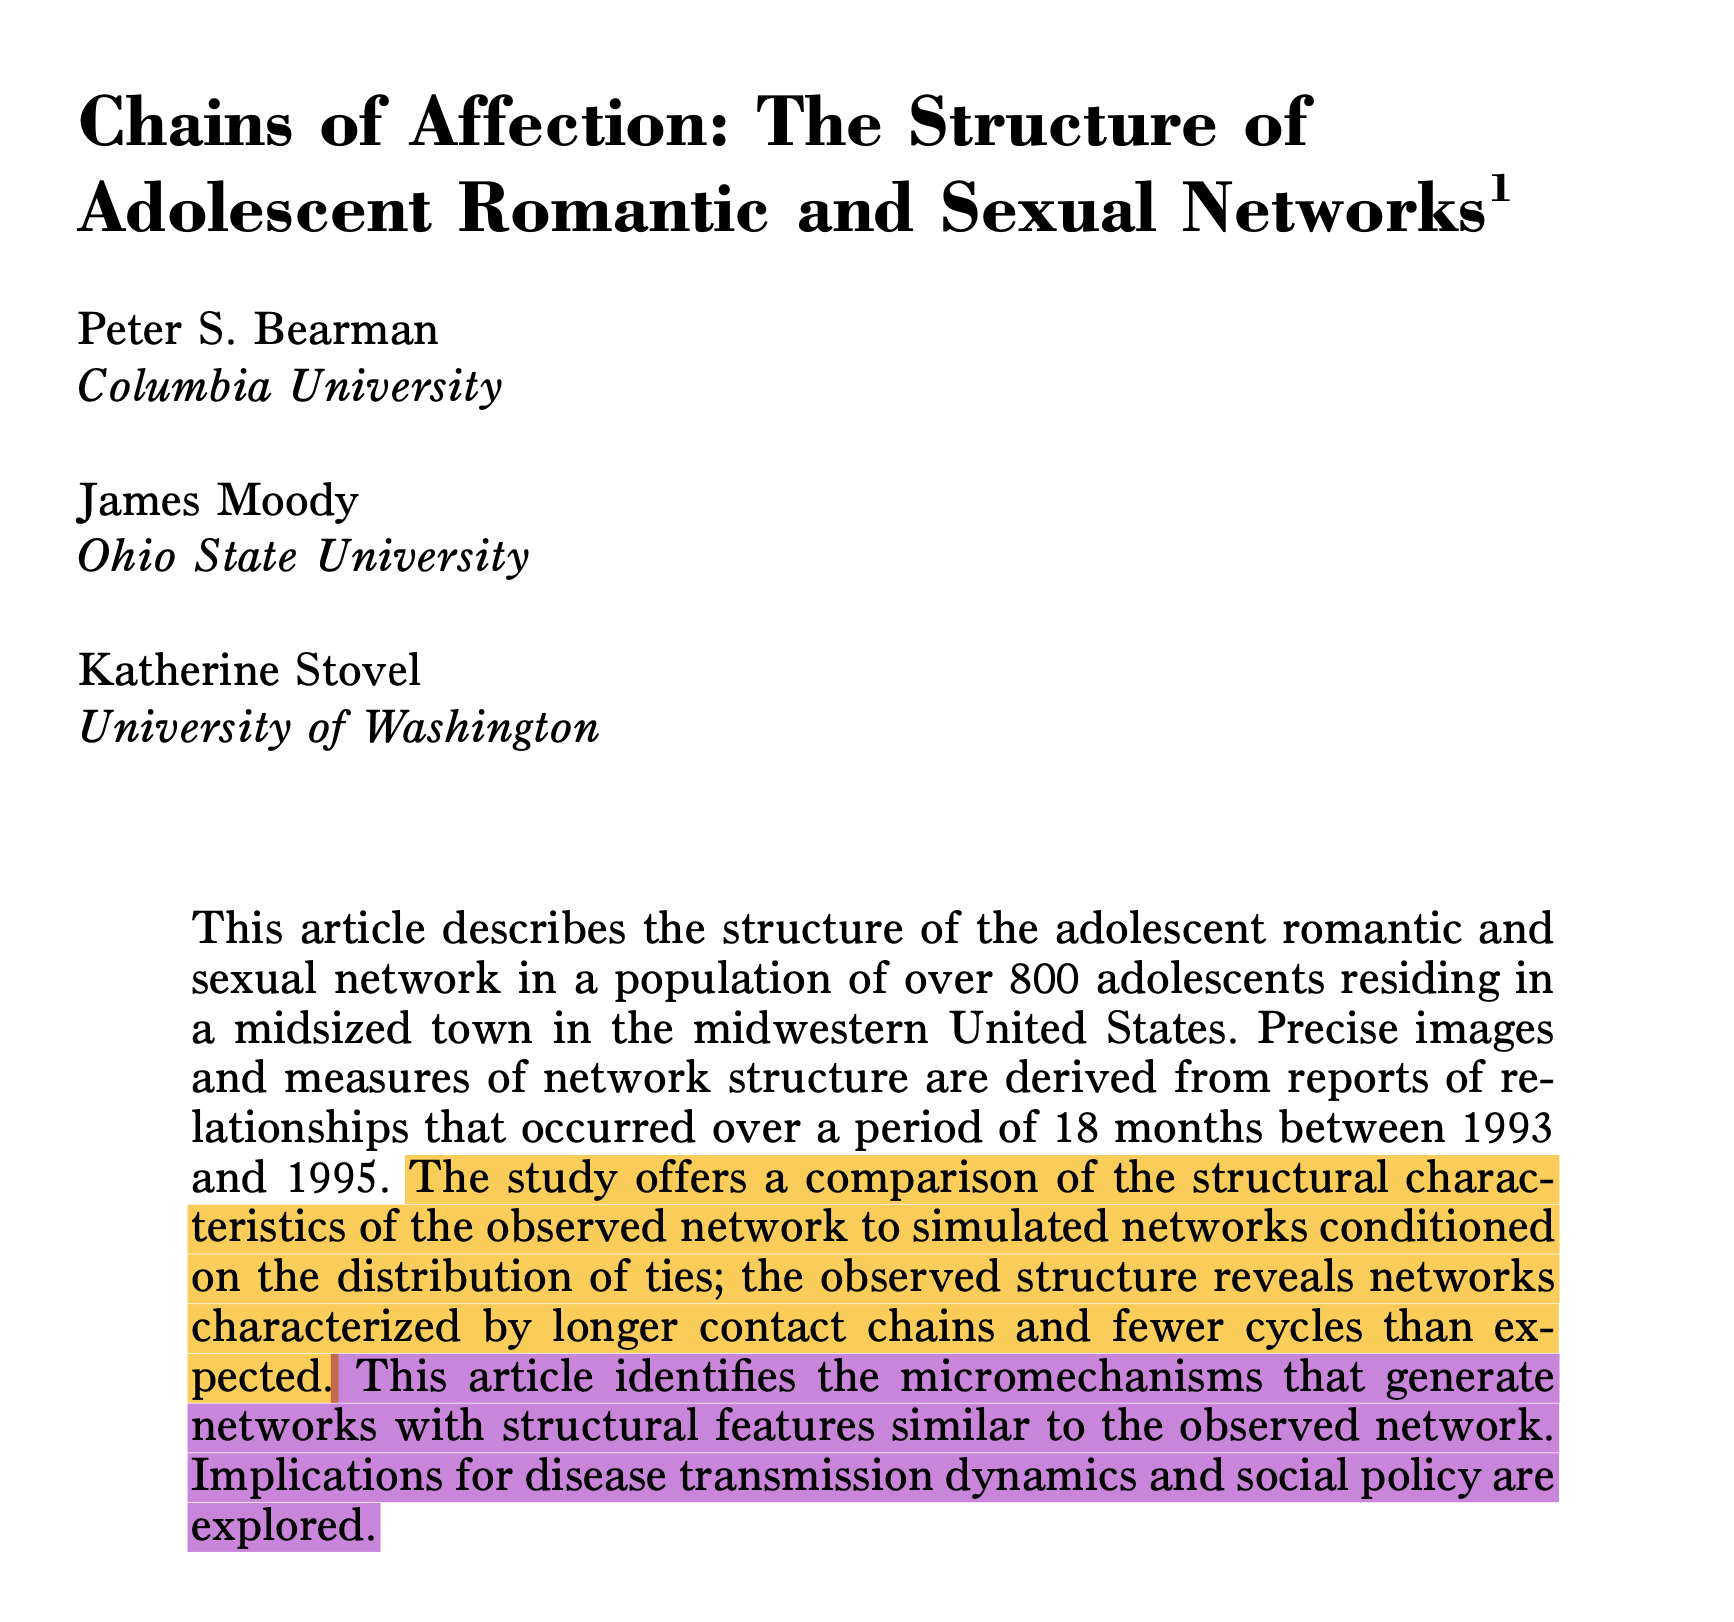 Chains of Affection: The Structure of
Adolescent Romantic and Sexual Networks1
Peter S. Bearman
Columbia University
James Moody
Ohio State University
Katherine Stovel
University of Washington
This article describes the structure of the adolescent romantic and
sexual network in a population of over 800 adolescents residing in
a midsized town in the midwestern United States. Precise images
and measures of network structure are derived from reports of re-
lationships that occurred over a period of 18 months between 1993
and 1995. The study offers a comparison of the structural charac-
teristics of the observed network to simulated networks conditioned
on the distribution of ties; the observed structure reveals networks
characterized by longer contact chains and fewer cycles than ex-
pected. This article identifies the micromechanisms that generate
networks with structural features similar to the observed network.
Implications for disease transmission dynamics and social policy are
explored.